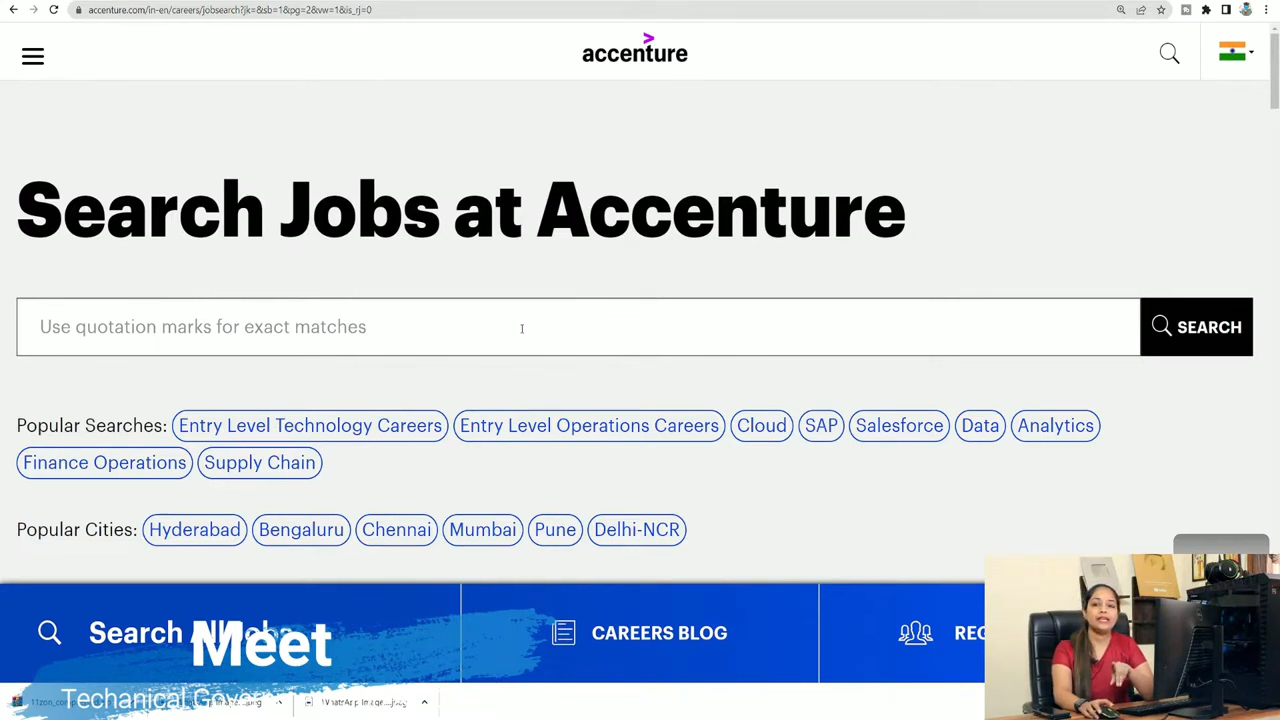 accenture.com/in-en/careers/jobsearch?jk=&sb=1&pg=2&vw=1&is_rj=0
accenture
Search Jobs at Accenture
Use quotation marks for exact matches
SEARCH
Popular Searches: Entry Level Technology Careers Entry Level Operations Careers Cloud SAP Salesforce Data Analytics
Finance Operations Supply Chain
Popular Cities: Hyderabad Bengaluru Chennai Mumbai Pune Delhi-NCR
Search
CAREERS BLOG
REG
Meet
Techanical Gover